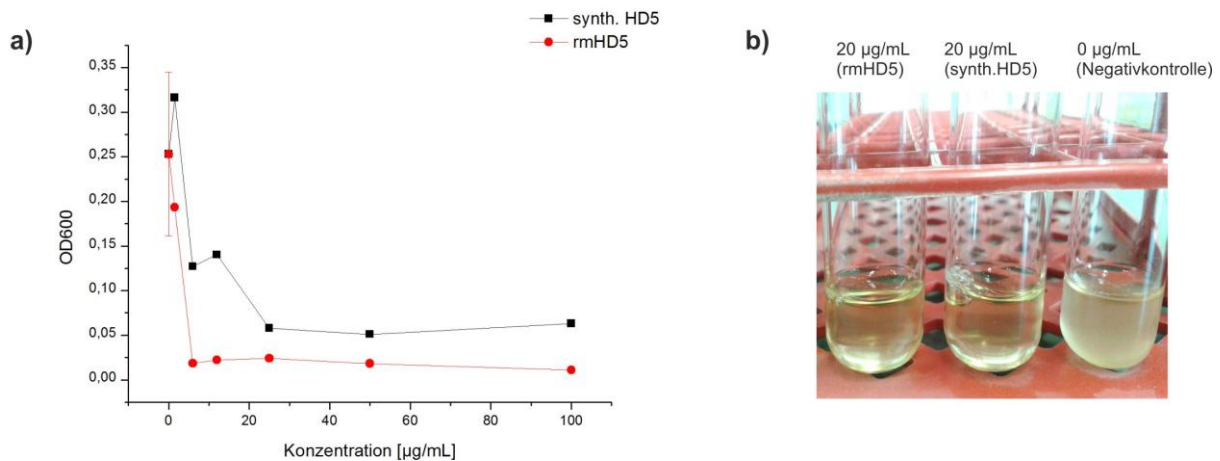 a)
synth. HD5
rmHD5
0,35
0,30
0,25
0,20
0,15
0,10
0,05
0,00
OD600
0
20
40
60
80
100
Konzentration [µg/mL]
b)
20 µg/mL
(rmHD5)
20 µg/mL
(synth.HD5)
0 µg/mL
(Negativkontrolle)